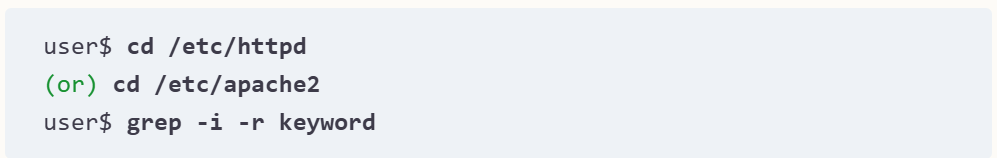 user$ cd /etc/httpd
(or) cd /etc/apache2
user$ grep -i -r keyword